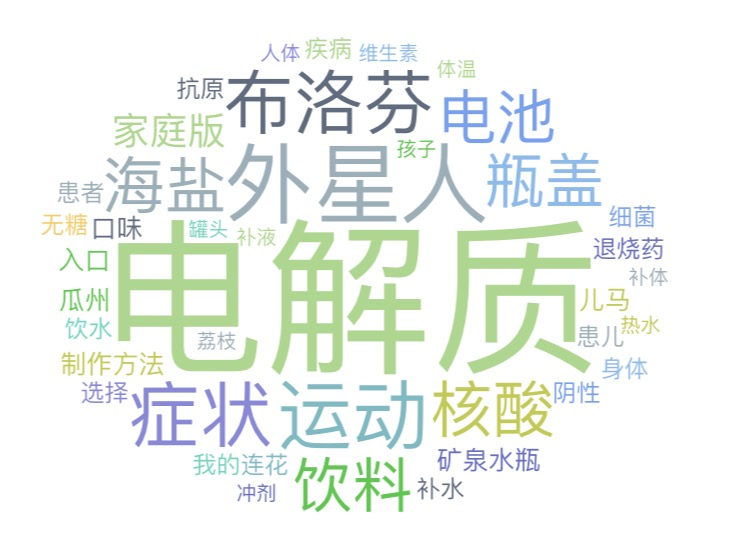 人体
疾病
维生素
体温
抗原
布洛芬
电池
家庭版
孩子
海盐
外星人
瓶盖
患者
无糖
口味
罐头
补液
细菌
退烧药
入口
电解质
补体
瓜州
儿马
饮水
荔枝
患儿
热水
制作方法
身体
选择
症状
运动
核酸
阴性
我的连花
饮料
矿泉水瓶
冲剂
补水